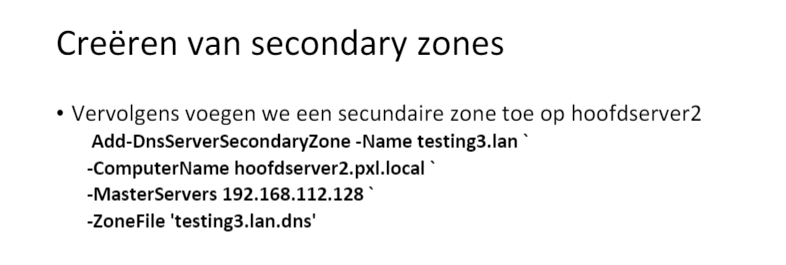 Creëren van secondary zones
• Vervolgens voegen we een secundaire zone toe op hoofdserver2
Add-DnsServerSecondaryZone -Name testing3.lan `
-ComputerName hoofdserver2.pxl.local `
-MasterServers 192.168.112.128 `
-ZoneFile 'testing3.lan.dns'